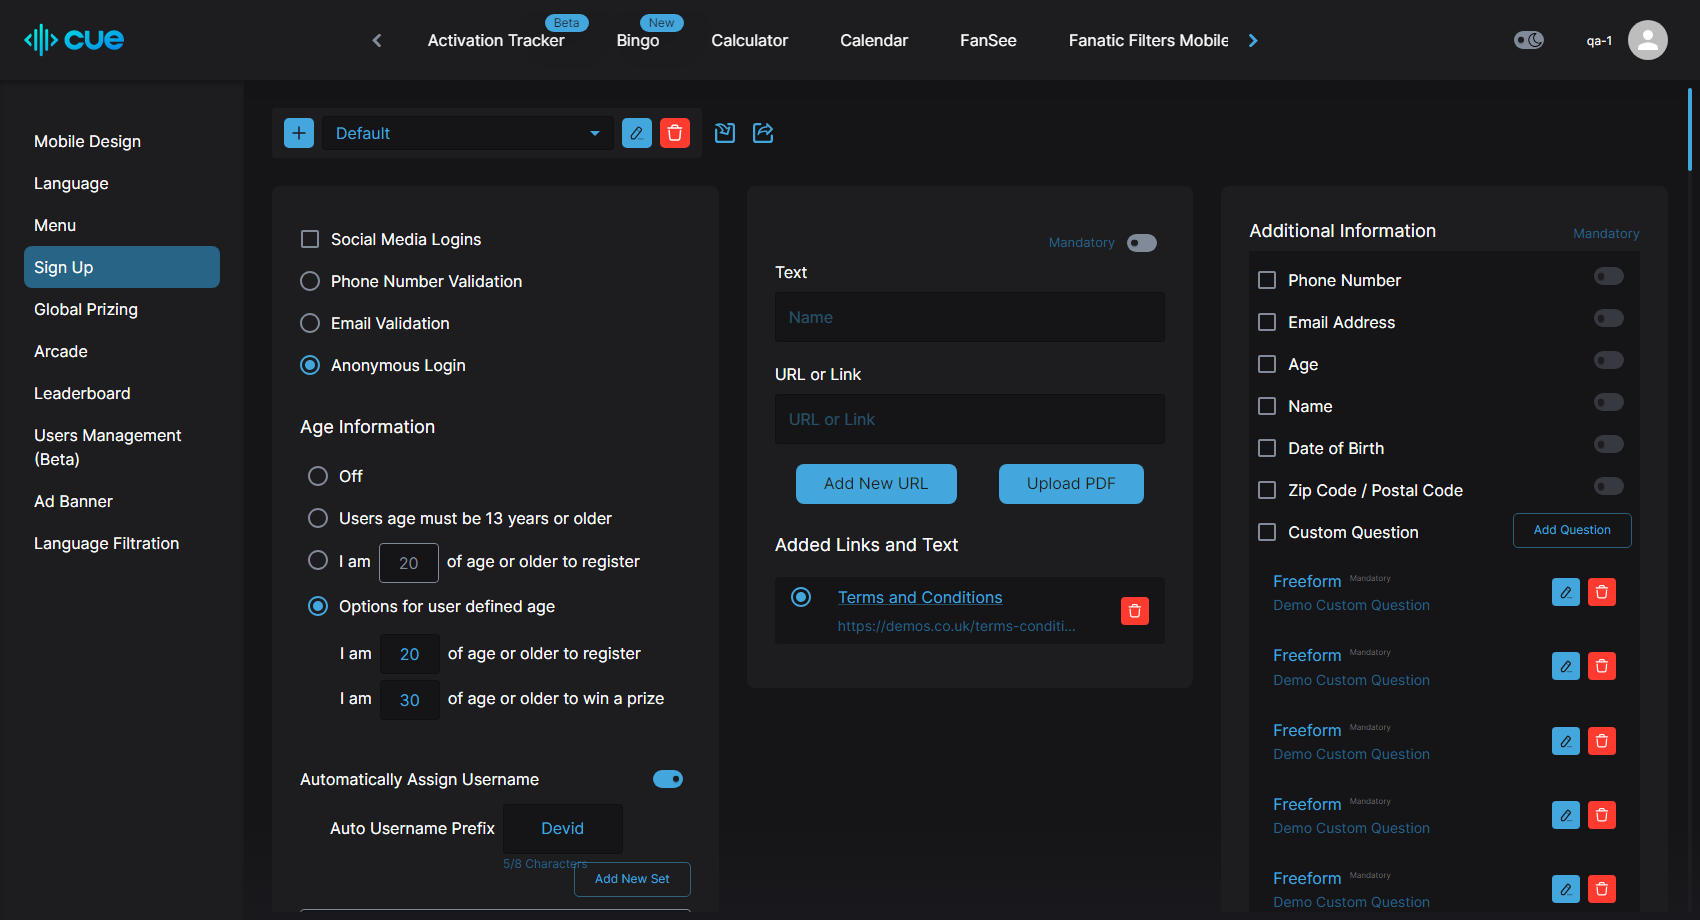 cue
Activation Tracker
Beta
Bingo
New
Calculator
Calendar
FanSee
Fanatic Filters Mobile
qa-1
Mobile Design
Language
Menu
Sign Up
Global Prizing
Arcade
Leaderboard
Users Management
(Beta)
Ad Banner
Language Filtration
Default
Social Media Logins
Phone Number Validation
Email Validation
Anonymous Login
Age Information
Off
Users age must be 13 years or older
I am 20 of age or older to register
Options for user defined age
I am 20 of age or older to register
I am 30 of age or older to win a prize
Automatically Assign Username
Auto Username Prefix Devid
5/8 Characters
Add New Set
Mandatory
Text
Name
URL or Link
URL or Link
Add New URL
Upload PDF
Added Links and Text
Terms and Conditions
https://demos.co.uk/terms-conditi...
Additional Information
Mandatory
Phone Number
Email Address
Age
Name
Date of Birth
Zip Code / Postal Code
Custom Question
Add Question
Freeform Mandatory
Demo Custom Question
Freeform Mandatory
Demo Custom Question
Freeform Mandatory
Demo Custom Question
Freeform Mandatory
Demo Custom Question
Freeform Mandatory
Demo Custom Question